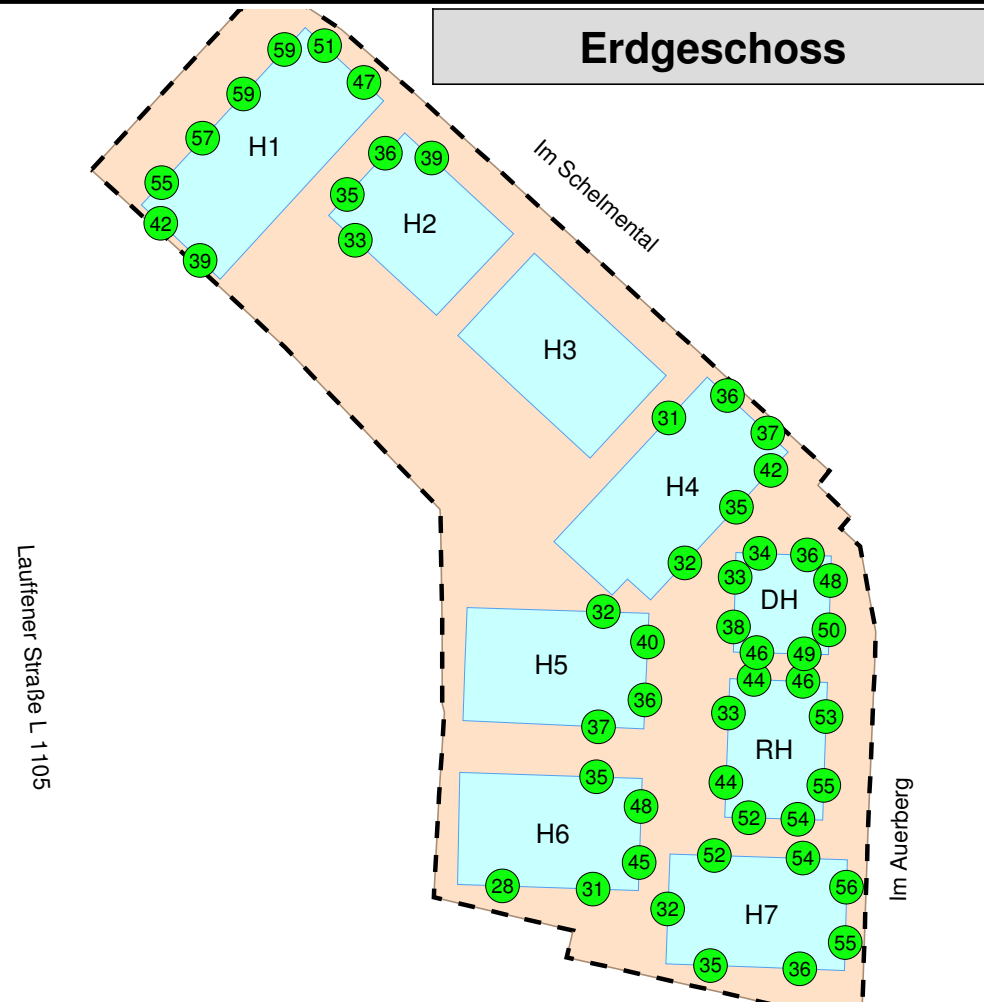 Erdgeschoss
59 51
59 47
57 H1
55
42
39
36 39
35 H2
33
Im Schelmental
H3
36
31 37
42
H4
35
32
34 36
33 48
DH
38 50
46 49
32
40
H5
36
37
44 46
33 53
RH
44 55
52 54
35
48
H6
45
28 31
52 54
56
32 H7
55
35 36
Lauffener Straße L 1105
Im Auerberg